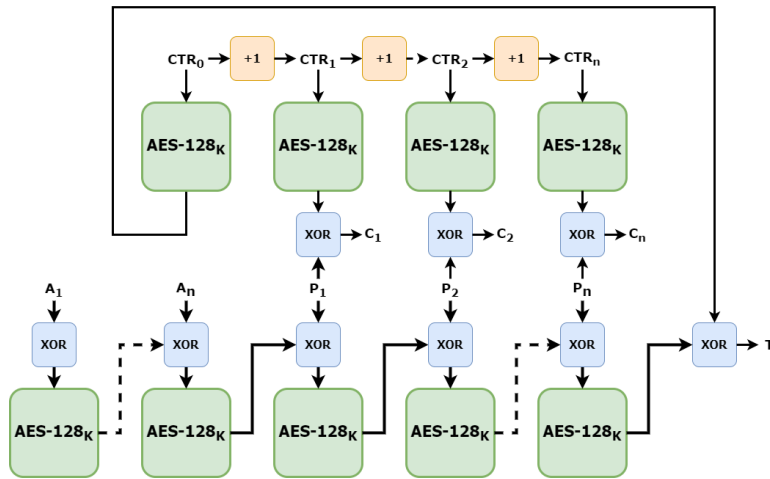 CTR0 +1 CTR1 +1 CTR2 +1 CTRn
AES-128K AES-128K AES-128K AES-128K
XOR C1 XOR C2 XOR Cn
A1 An P1 P2 Pn
XOR XOR XOR XOR XOR XOR T
AES-128K AES-128K AES-128K AES-128K AES-128K